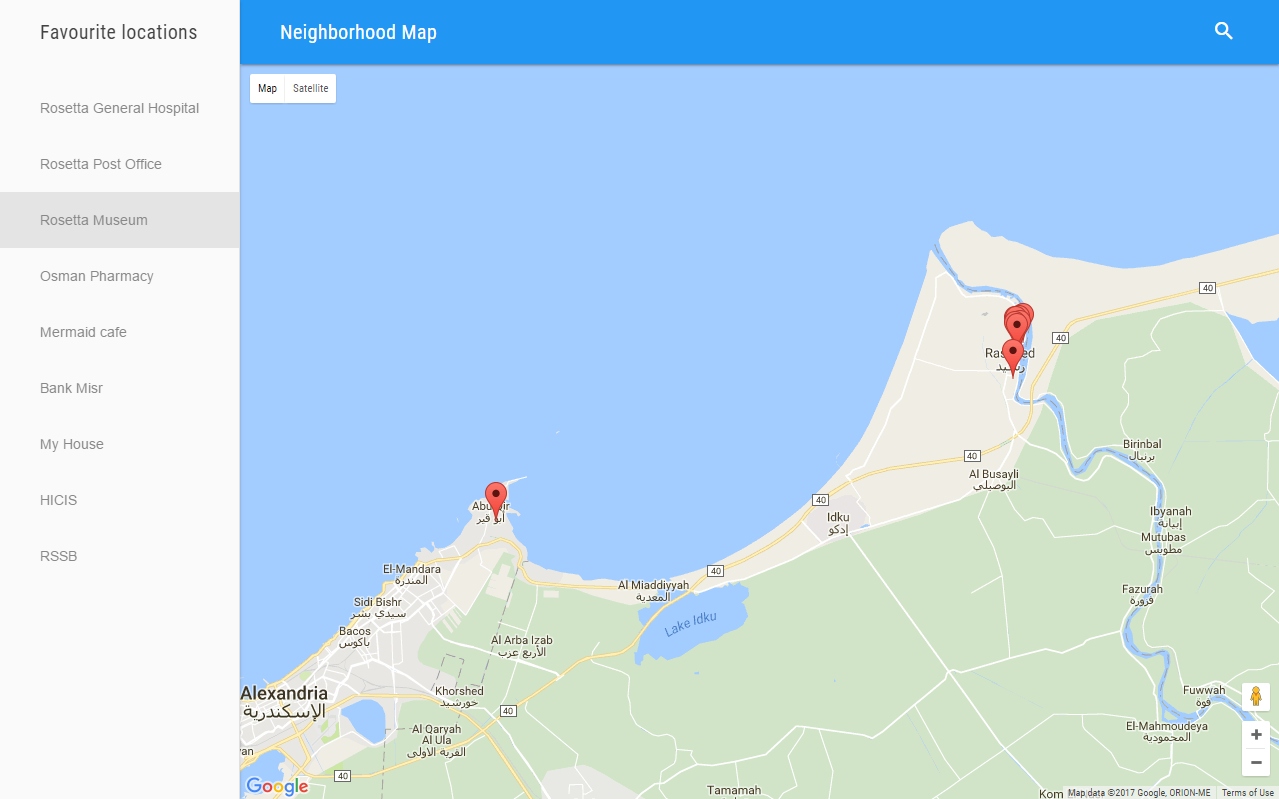 Favourite locations
Neighborhood Map
Rosetta General Hospital
Rosetta Post Office
Rosetta Museum
Osman Pharmacy
Mermaid cafe
Bank Misr
My House
HICIS
RSSB
Map
Satellite
40
40
رشيد
40
Birinbal
برنبال
Al Busayli
البوصيلي
40
Idku
إدكو
Ibyanah
إبيانة
Mutubas
مطوبس
أبو قير
40
El-Mandara
المندرة
Al Miaddiyyah
المعدية
Fazurah
فزورة
Sidi Bishr
سيدي بشر
Lake Idku
Bacos
باكوس
Al Arba Izab
الأربع عزب
Alexandria
الإسكندرية
Khorshed
خورشيد
40
Fuwwah
فوه
Al Qaryah
Al Ula
القرية الاولى
El-Mahmoudeya
المحمودية
40
Tamamah
Kom
Google
Map data ©2017 Google, ORION-ME
Terms of Use